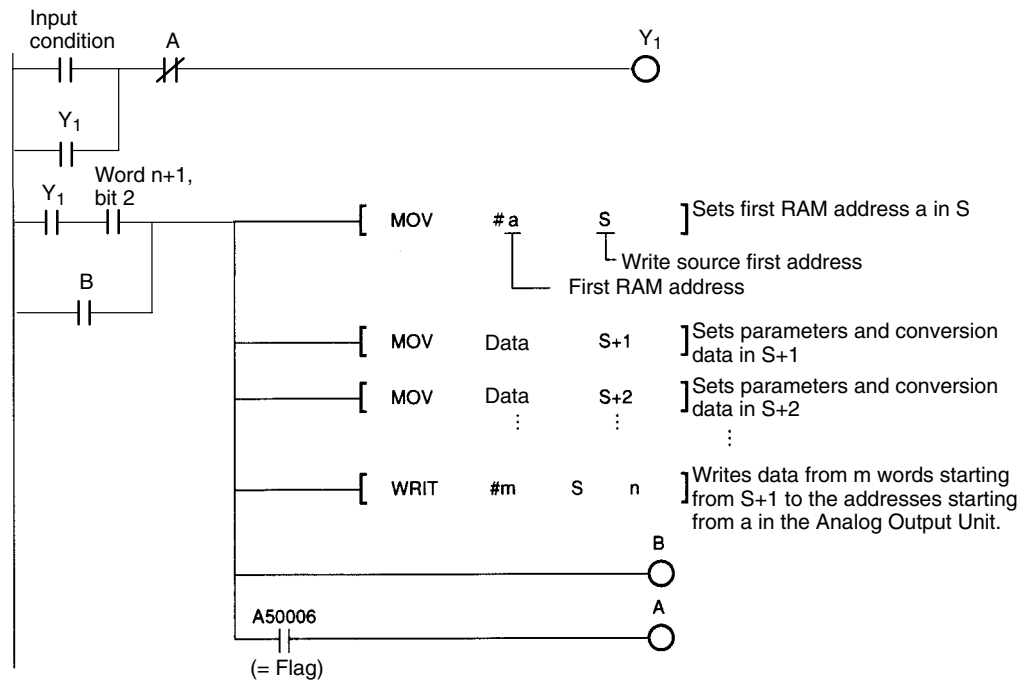 Input
condition
A
Y1
Y1
Word n+1,
bit 2
Y1
MOV #a S
Sets first RAM address a in S
Write source first address
First RAM address
B
MOV Data S+1
Sets parameters and conversion
data in S+1
MOV Data S+2
Sets parameters and conversion
data in S+2
⋮ ⋮ ⋮
WRIT #m S n
Writes data from m words starting
from S+1 to the addresses starting
from a in the Analog Output Unit.
B
A50006
A
(= Flag)